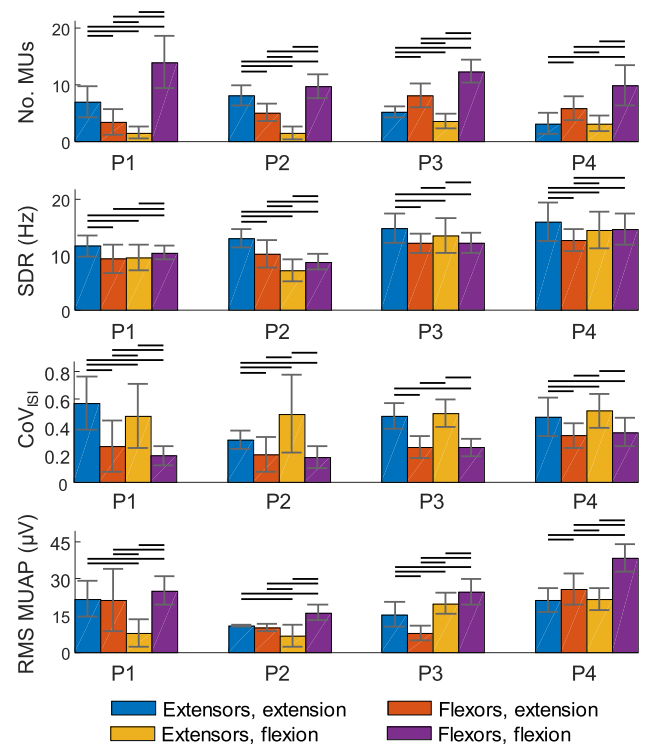 No. MUs
20
10
0
P1 P2 P3 P4
SDR (Hz)
20
10
0
P1 P2 P3 P4
CoV_ISI
0.8
0.6
0.4
0.2
0
P1 P2 P3 P4
RMS MUAP (µV)
45
30
15
0
P1 P2 P3 P4
Extensors, extension
Flexors, extension
Extensors, flexion
Flexors, flexion